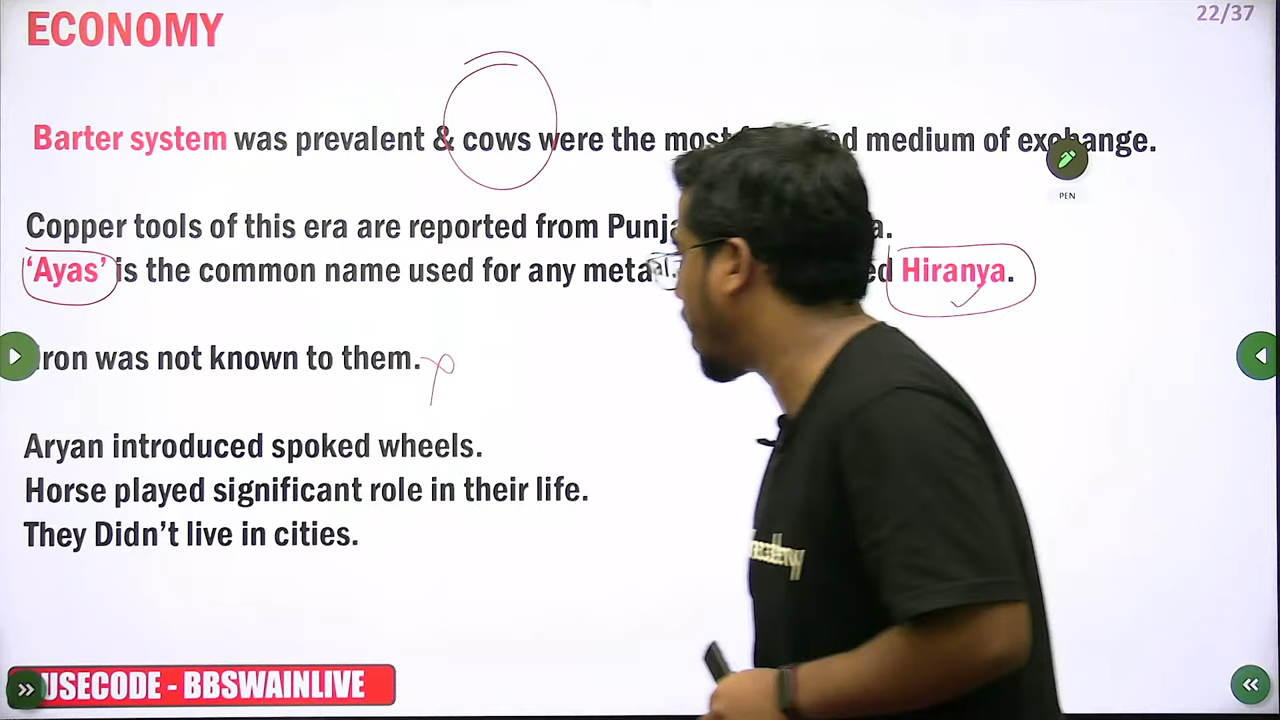 ECONOMY
22/37
Barter system was prevalent & cows were the most medium of exchange.
PEN
Copper tools of this era are reported from
'Ayas' is the common name used for any Hiranya.
Iron was not known to them.
Aryan introduced spoked wheels.
Horse played significant role in their life.
They Didn't live in cities.
USECODE - BBSWAINLIVE